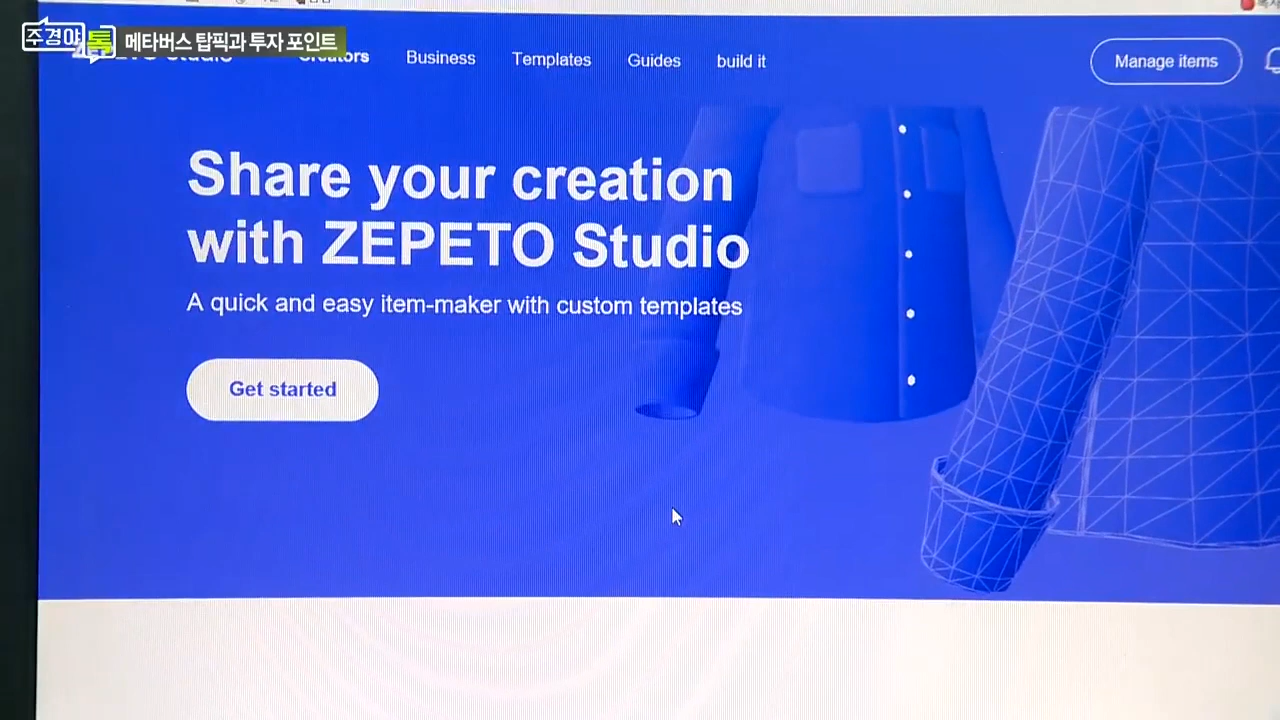 주경야톡 메타버스 탑픽과 투자 포인트
Creators Business Templates Guides build it Manage items
Share your creation
with ZEPETO Studio
A quick and easy item-maker with custom templates
Get started